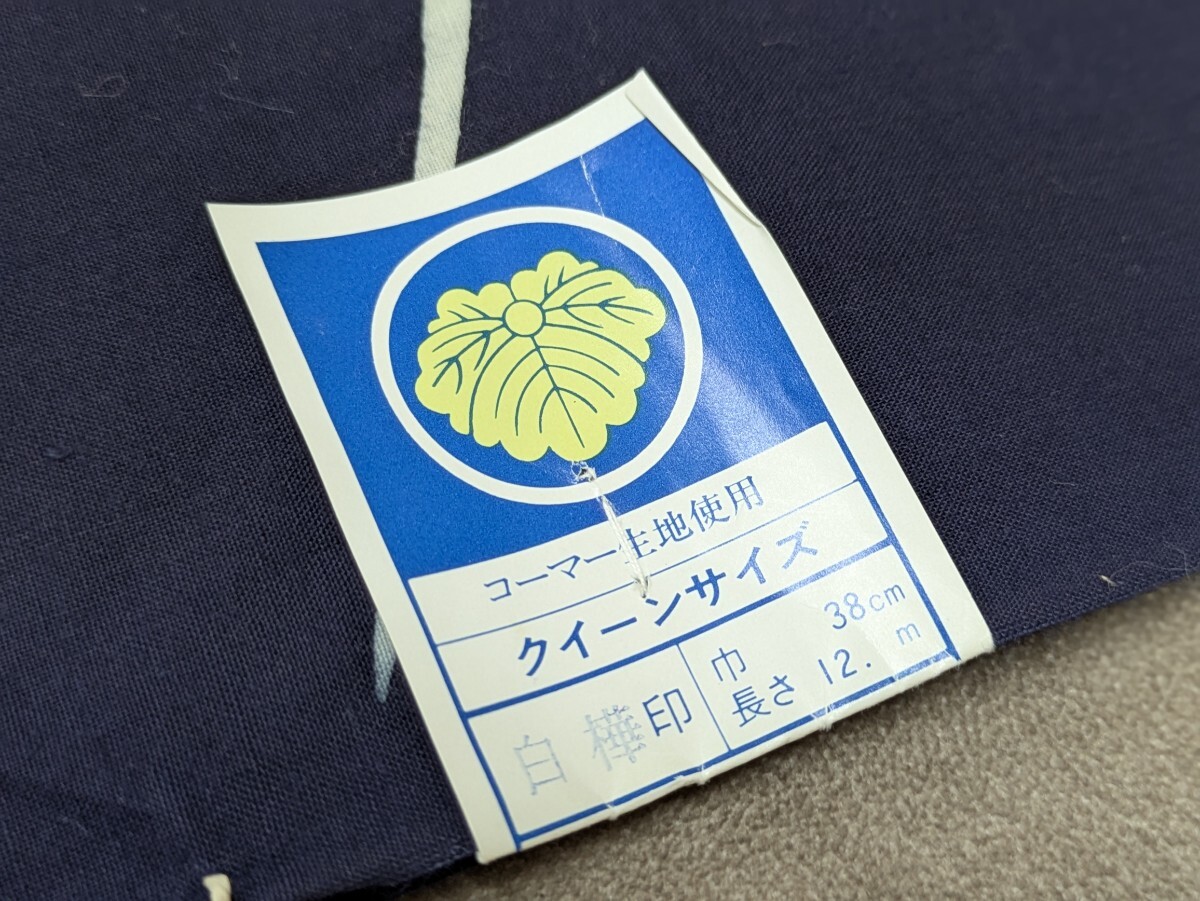 コーマー生地使用
クイーンサイズ
白樺印
巾 38cm
長さ 12. m